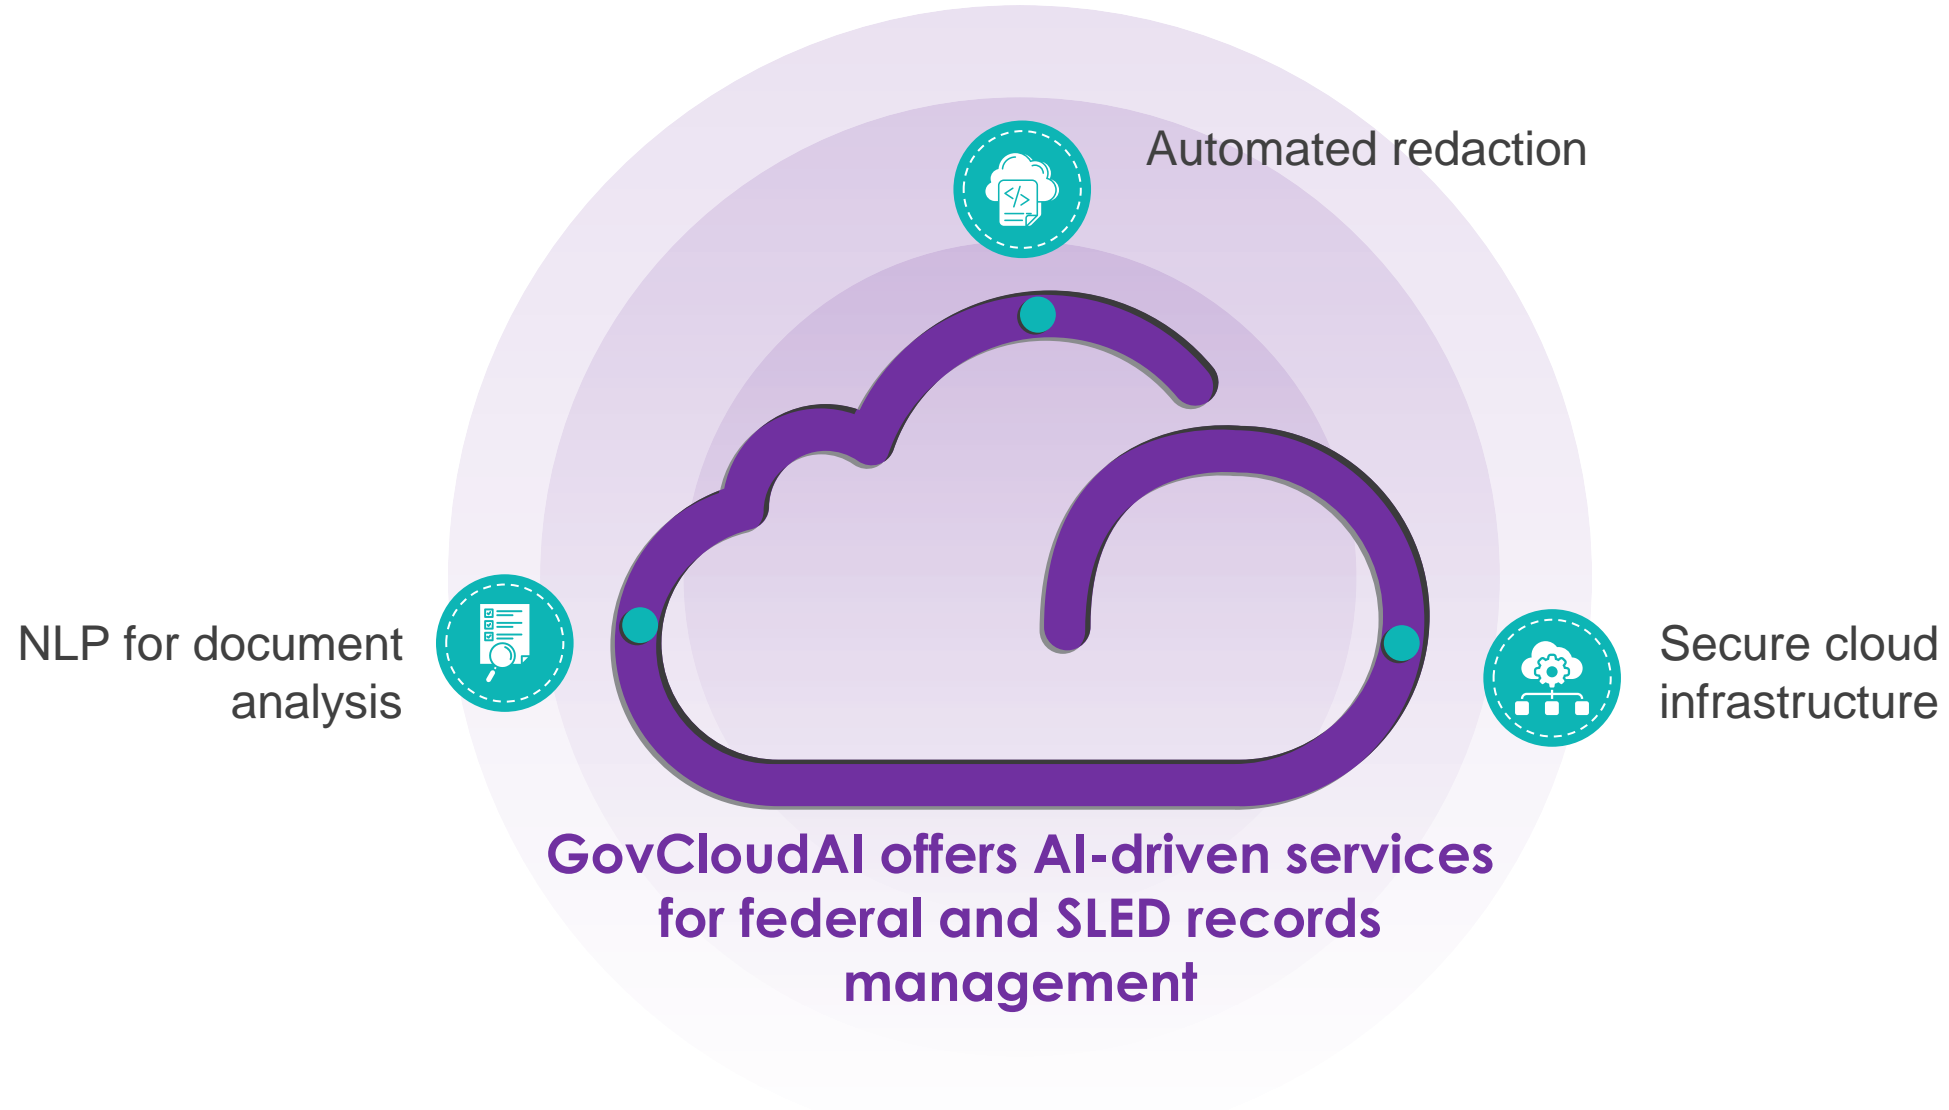 Automated redaction
NLP for document
analysis
Secure cloud
infrastructure
GovCloudAI offers AI-driven services
for federal and SLED records
management